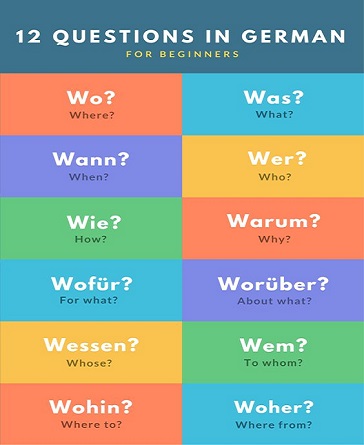 12 QUESTIONS IN GERMAN
FOR BEGINNERS
Wo?
Where?
Was?
What?
Wann?
When?
Wer?
Who?
Wie?
How?
Warum?
Why?
Wofür?
For what?
Worüber?
About what?
Wessen?
Whose?
Wem?
To whom?
Wohin?
Where to?
Woher?
Where from?